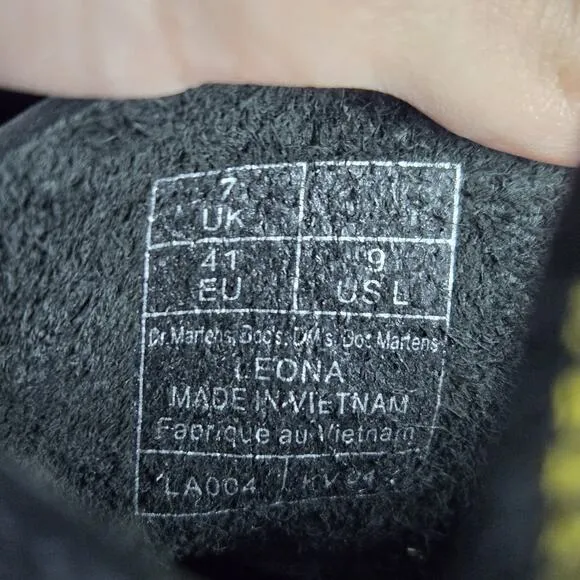 7
UK
41
EU
9
US L
Dr. Martens, Doc's, DM's, Doc Martens
LEONA
MADE IN VIETNAM
Fabrique au Vietnam
LA004